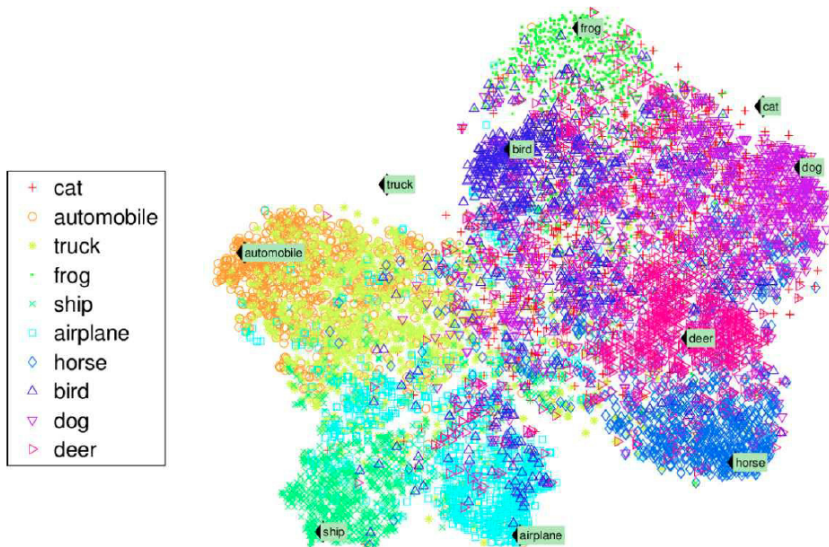 frog
cat
bird
dog
truck
automobile
deer
horse
ship
airplane
cat
automobile
truck
frog
ship
airplane
horse
bird
dog
deer